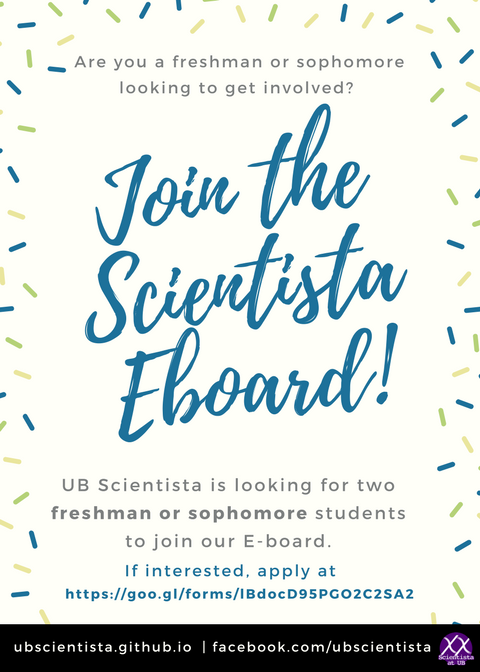 Are you a freshman or sophomore
looking to get involved?
Join the
Scientista
Eboard!
UB Scientista is looking for two
freshman or sophomore students
to join our E-board.
If interested, apply at
https://goo.gl/forms/lBdocD95PGO2C2SA2
ubscientista.github.io | facebook.com/ubscientista
XX
Scientista
at UB